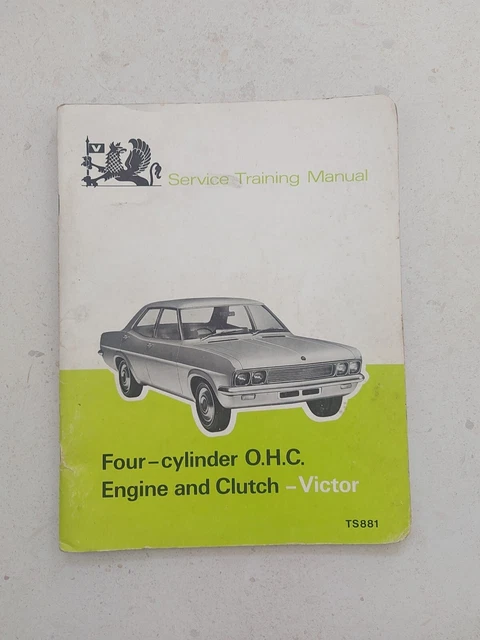 V
Service Training Manual
Four-cylinder O.H.C.
Engine and Clutch -Victor
TS881